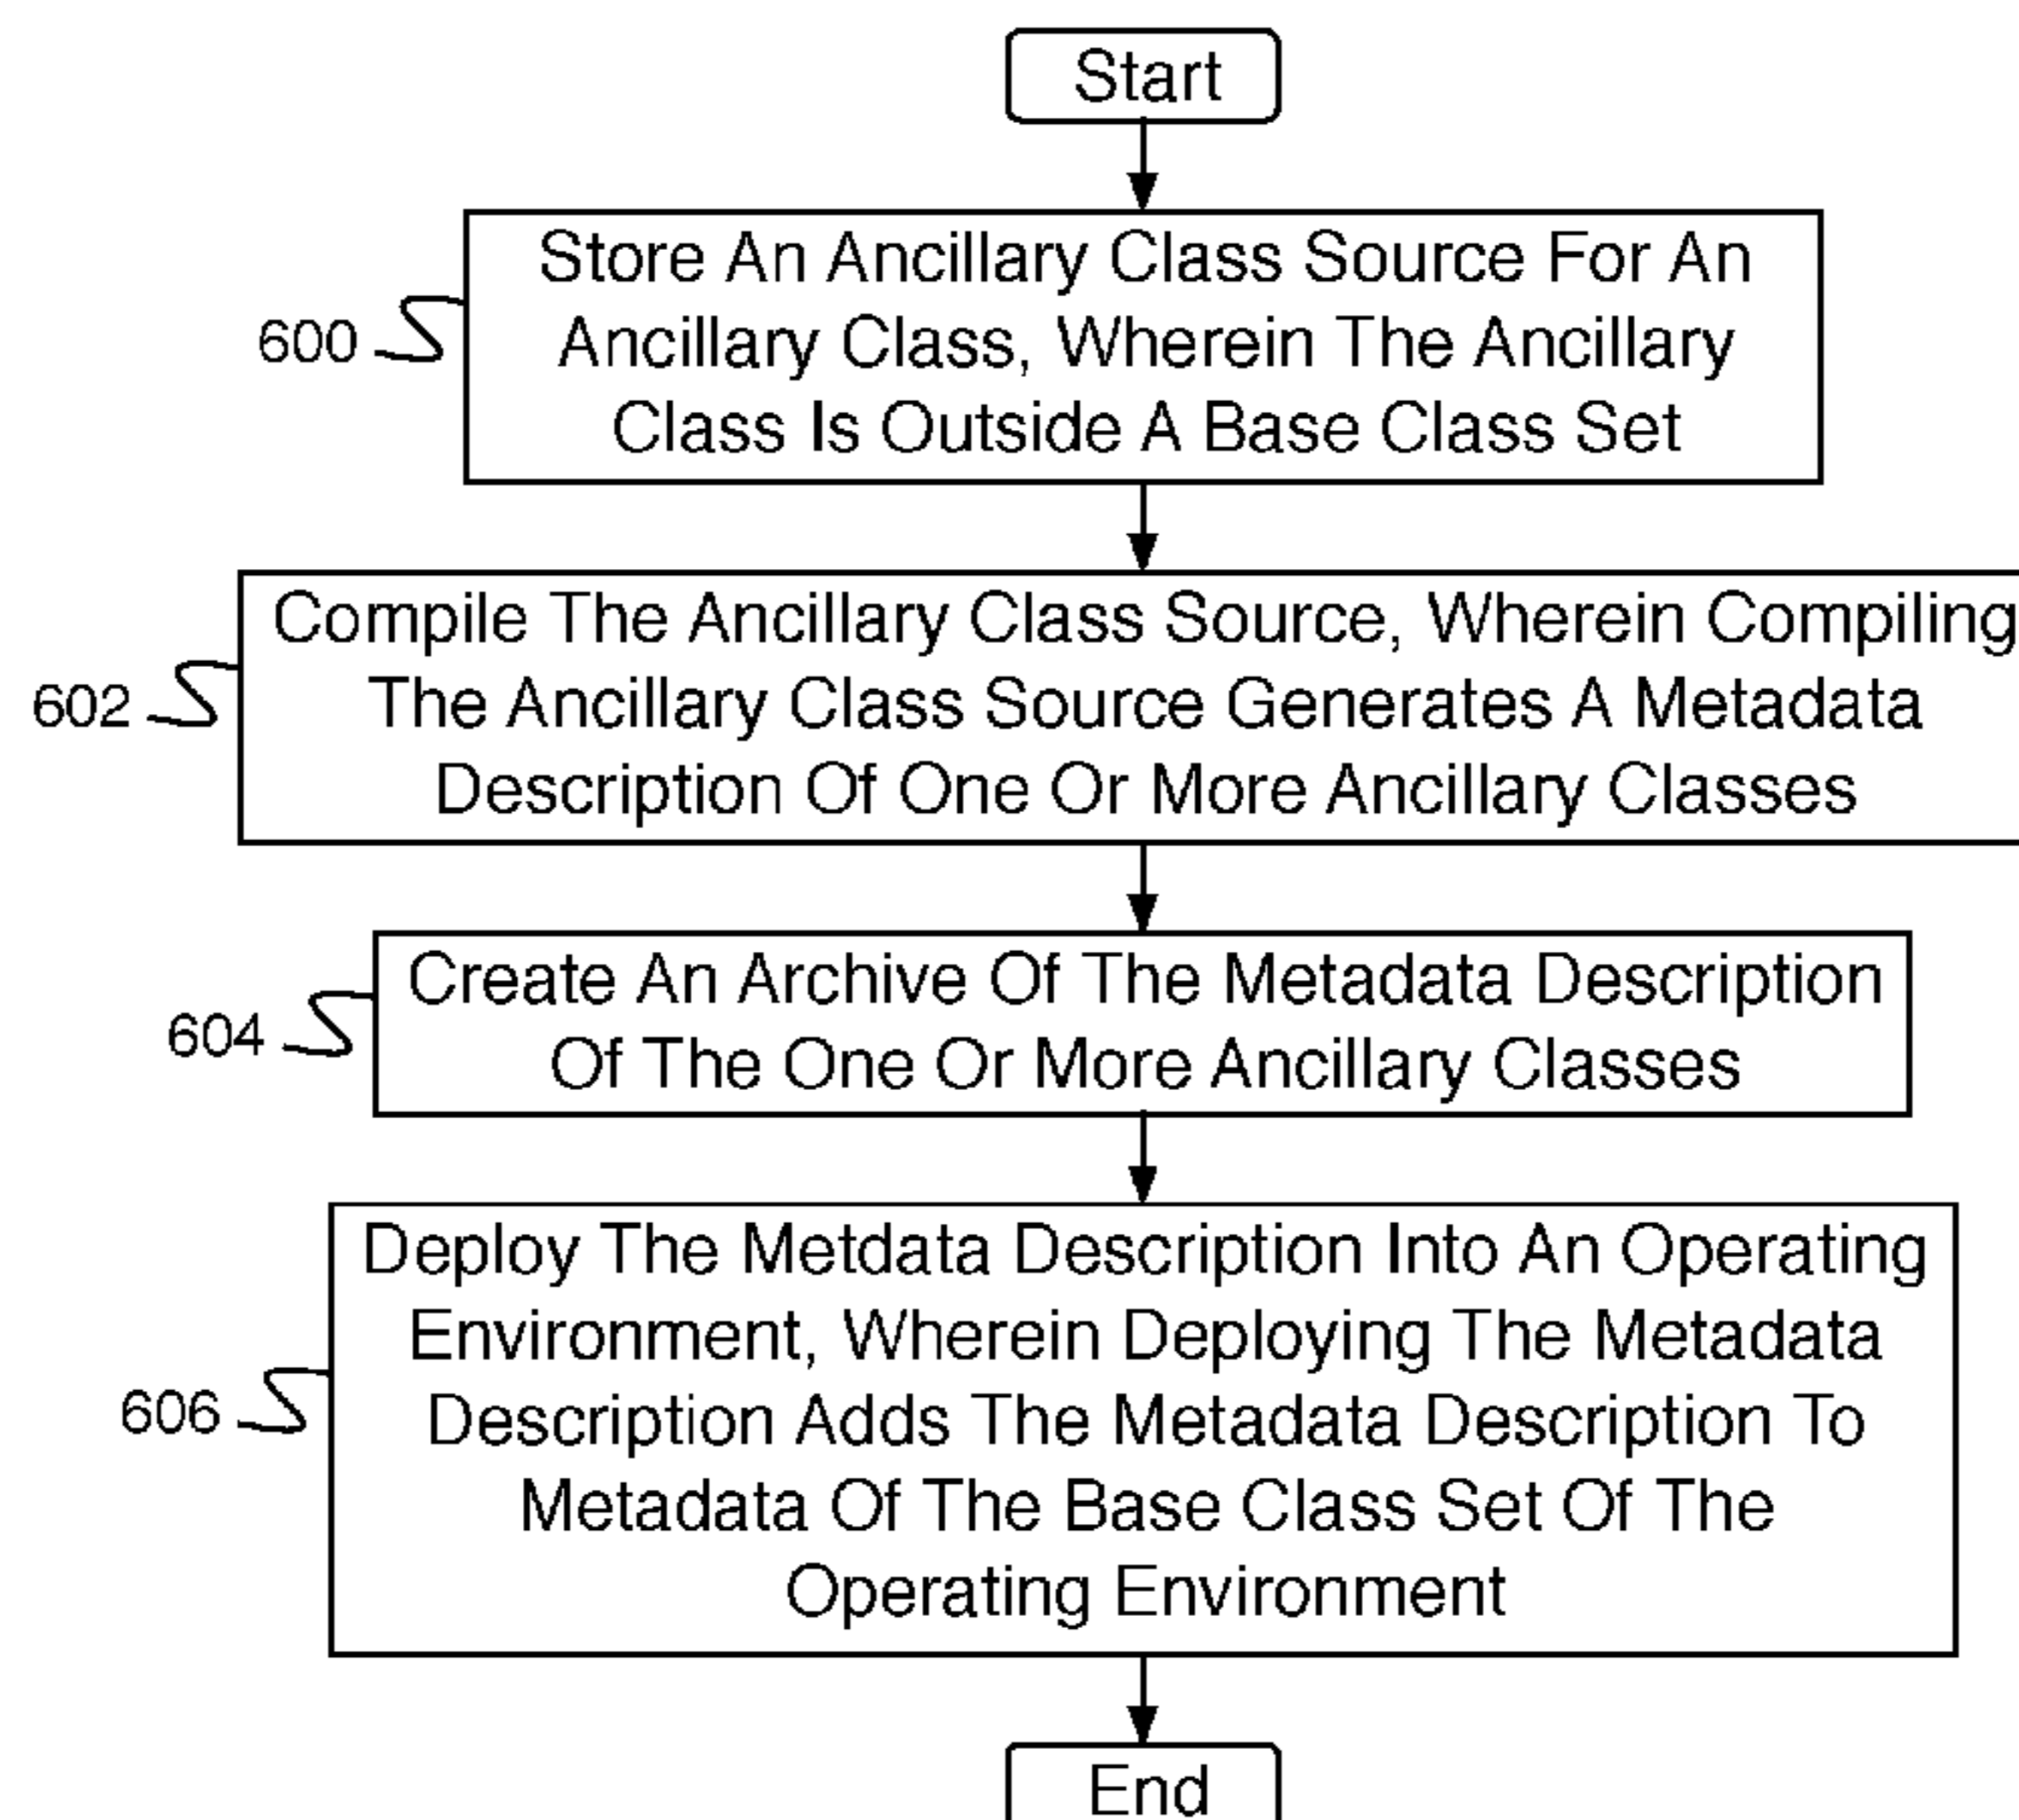 Start
Store An Ancillary Class Source For An
Ancillary Class, Wherein The Ancillary
Class Is Outside A Base Class Set
600
Compile The Ancillary Class Source, Wherein Compiling
The Ancillary Class Source Generates A Metadata
Description Of One Or More Ancillary Classes
602
Create An Archive Of The Metadata Description
Of The One Or More Ancillary Classes
604
Deploy The Metdata Description Into An Operating
Environment, Wherein Deploying The Metadata
Description Adds The Metadata Description To
Metadata Of The Base Class Set Of The
Operating Environment
606
End